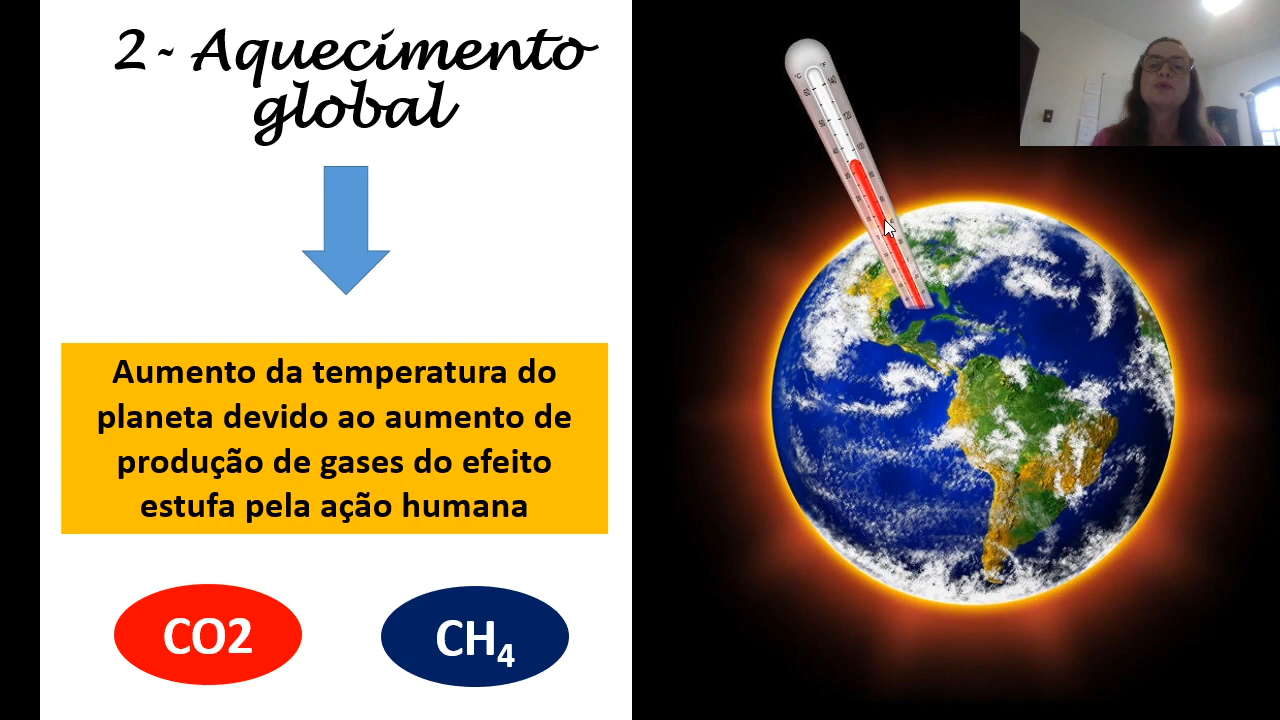 2- Aquecimento
global
Aumento da temperatura do
planeta devido ao aumento de
produção de gases do efeito
estufa pela ação humana
CO2
CH₄